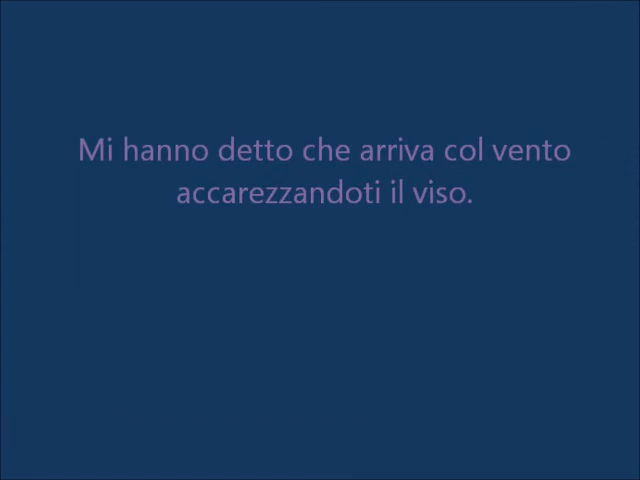 Mi hanno detto che arriva col vento
accarezzandoti il viso.